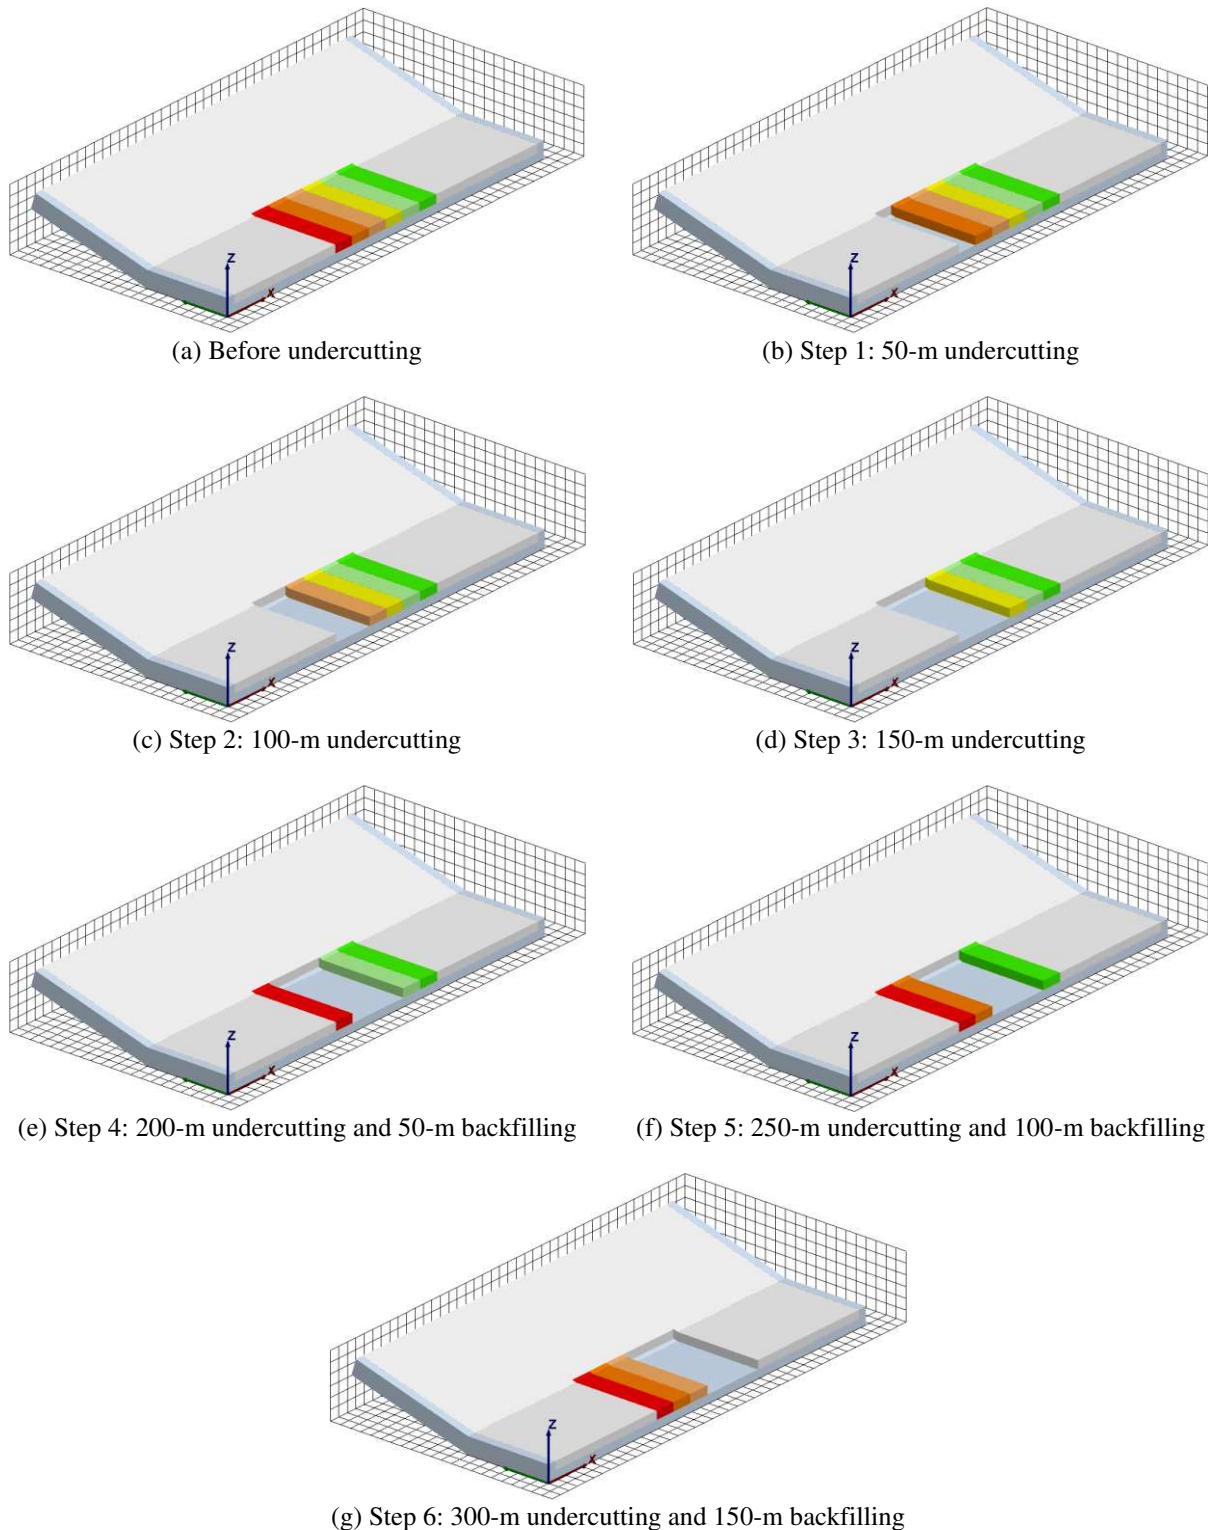 Z
X
(a) Before undercutting
Z
X
(b) Step 1: 50-m undercutting
Z
X
(c) Step 2: 100-m undercutting
Z
X
(d) Step 3: 150-m undercutting
Z
X
(e) Step 4: 200-m undercutting and 50-m backfilling
Z
X
(f) Step 5: 250-m undercutting and 100-m backfilling
Z
X
(g) Step 6: 300-m undercutting and 150-m backfilling